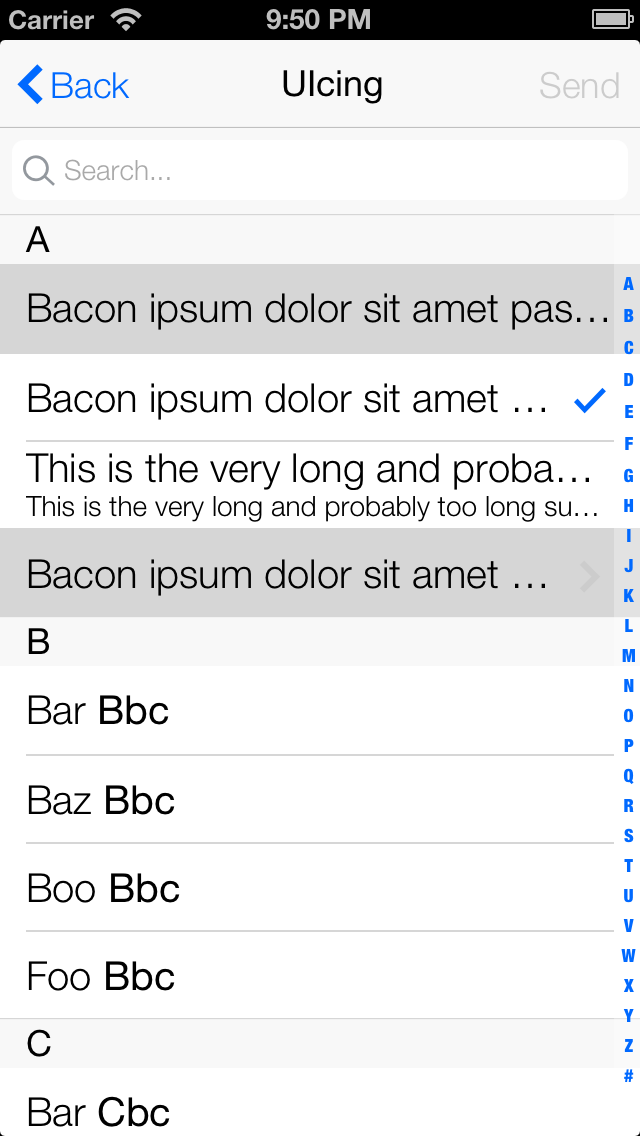 Carrier 9:50 PM
Back UIcing Send
Search...
A
Bacon ipsum dolor sit amet pas…
Bacon ipsum dolor sit amet …
This is the very long and proba…
This is the very long and probably too long su…
Bacon ipsum dolor sit amet …
B
Bar Bbc
Baz Bbc
Boo Bbc
Foo Bbc
C
Bar Cbc
A
B
C
D
E
F
G
H
I
J
K
L
M
N
O
P
Q
R
S
T
U
V
W
X
Y
Z
#